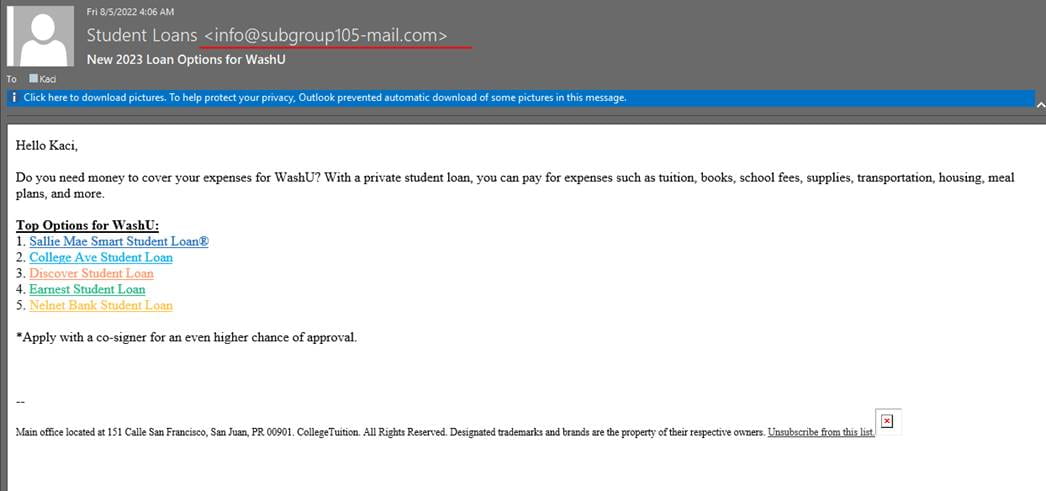 Fri 8/5/2022 4:06 AM
Student Loans <info@subgroup105-mail.com>
New 2023 Loan Options for WashU
To Kaci
i Click here to download pictures. To help protect your privacy, Outlook prevented automatic download of some pictures in this message.
Hello Kaci,
Do you need money to cover your expenses for WashU? With a private student loan, you can pay for expenses such as tuition, books, school fees, supplies, transportation, housing, meal
plans, and more.
Top Options for WashU:
1. Sallie Mae Smart Student Loan®
2. College Ave Student Loan
3. Discover Student Loan
4. Earnest Student Loan
5. Nelnet Bank Student Loan
*Apply with a co-signer for an even higher chance of approval.
--
Main office located at 151 Calle San Francisco, San Juan, PR 00901. CollegeTuition. All Rights Reserved. Designated trademarks and brands are the property of their respective owners. Unsubscribe from this list.